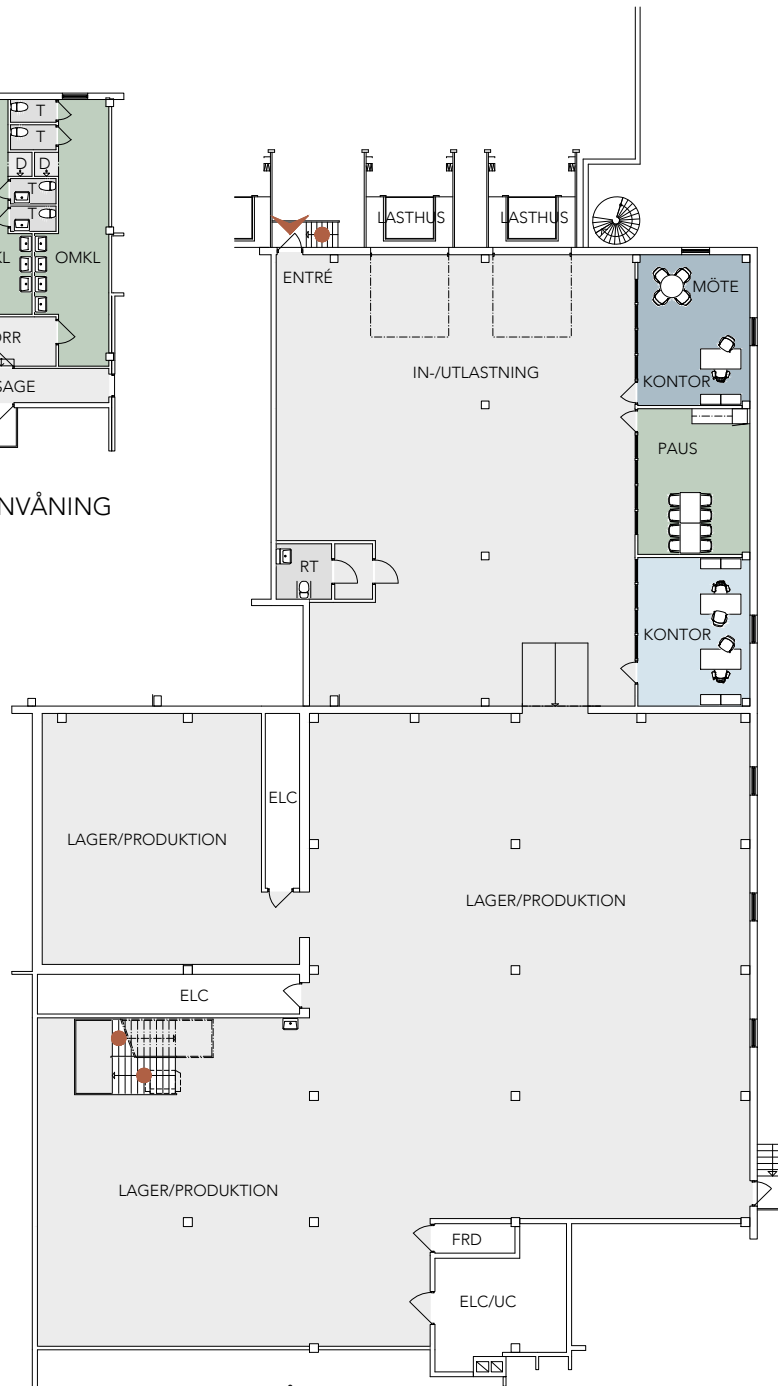 T
T
D D
T
T
KL OMKL
ORR
SAGE
NVÅNING
LASTHUS LASTHUS
ENTRÉ
MÖTE
IN-/UTLASTNING
KONTOR
PAUS
RT
KONTOR
ELC
LAGER/PRODUKTION
LAGER/PRODUKTION
ELC
LAGER/PRODUKTION
FRD
ELC/UC